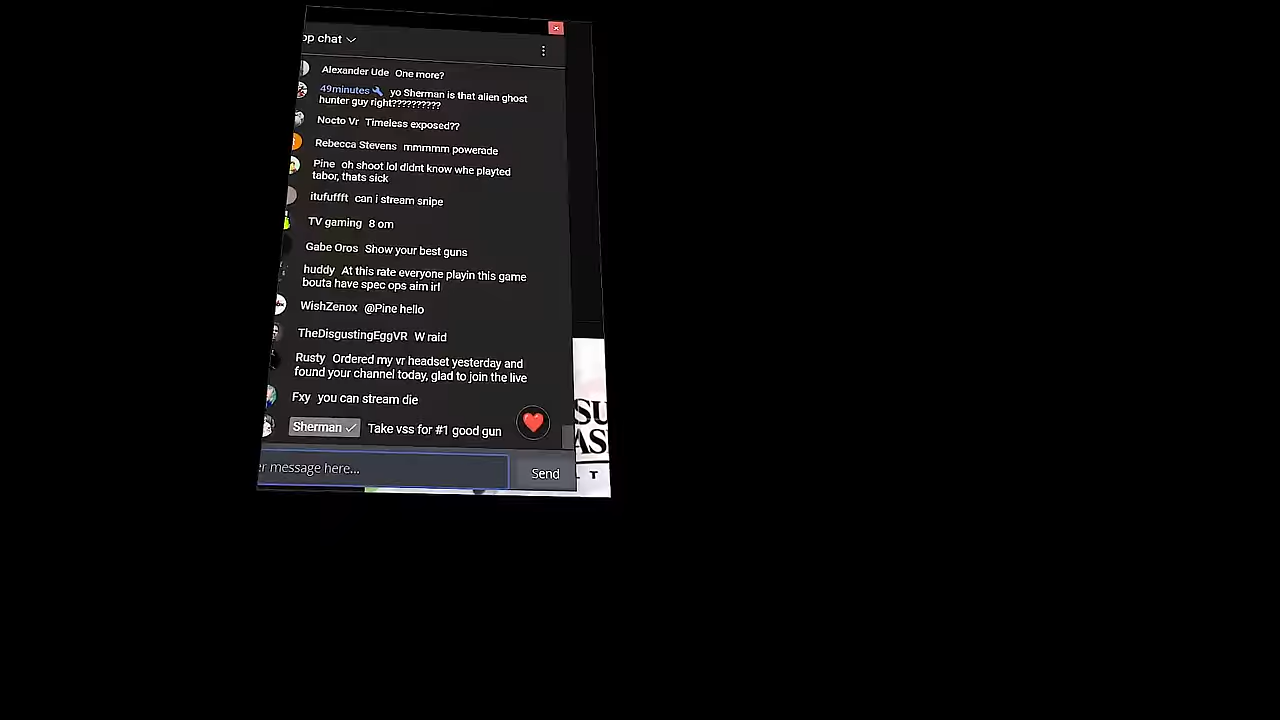 op chat
Alexander Ude One more?
49minutes yo Sherman is that alien ghost
hunter guy right??????????
Nocto Vr Timeless exposed??
Rebecca Stevens mmmmm powerade
Pine oh shoot lol didnt know whe playted
tabor, thats sick
itufuffft can i stream snipe
TV gaming 8 om
Gabe Oros Show your best guns
huddy At this rate everyone playin this game
bouta have spec ops aim irl
WishZenox @Pine hello
TheDisgustingEggVR W raid
Rusty Ordered my vr headset yesterday and
found your channel today, glad to join the live
Fxy you can stream die
Sherman Take vss for #1 good gun
er message here...
Send
SU
AS
L T